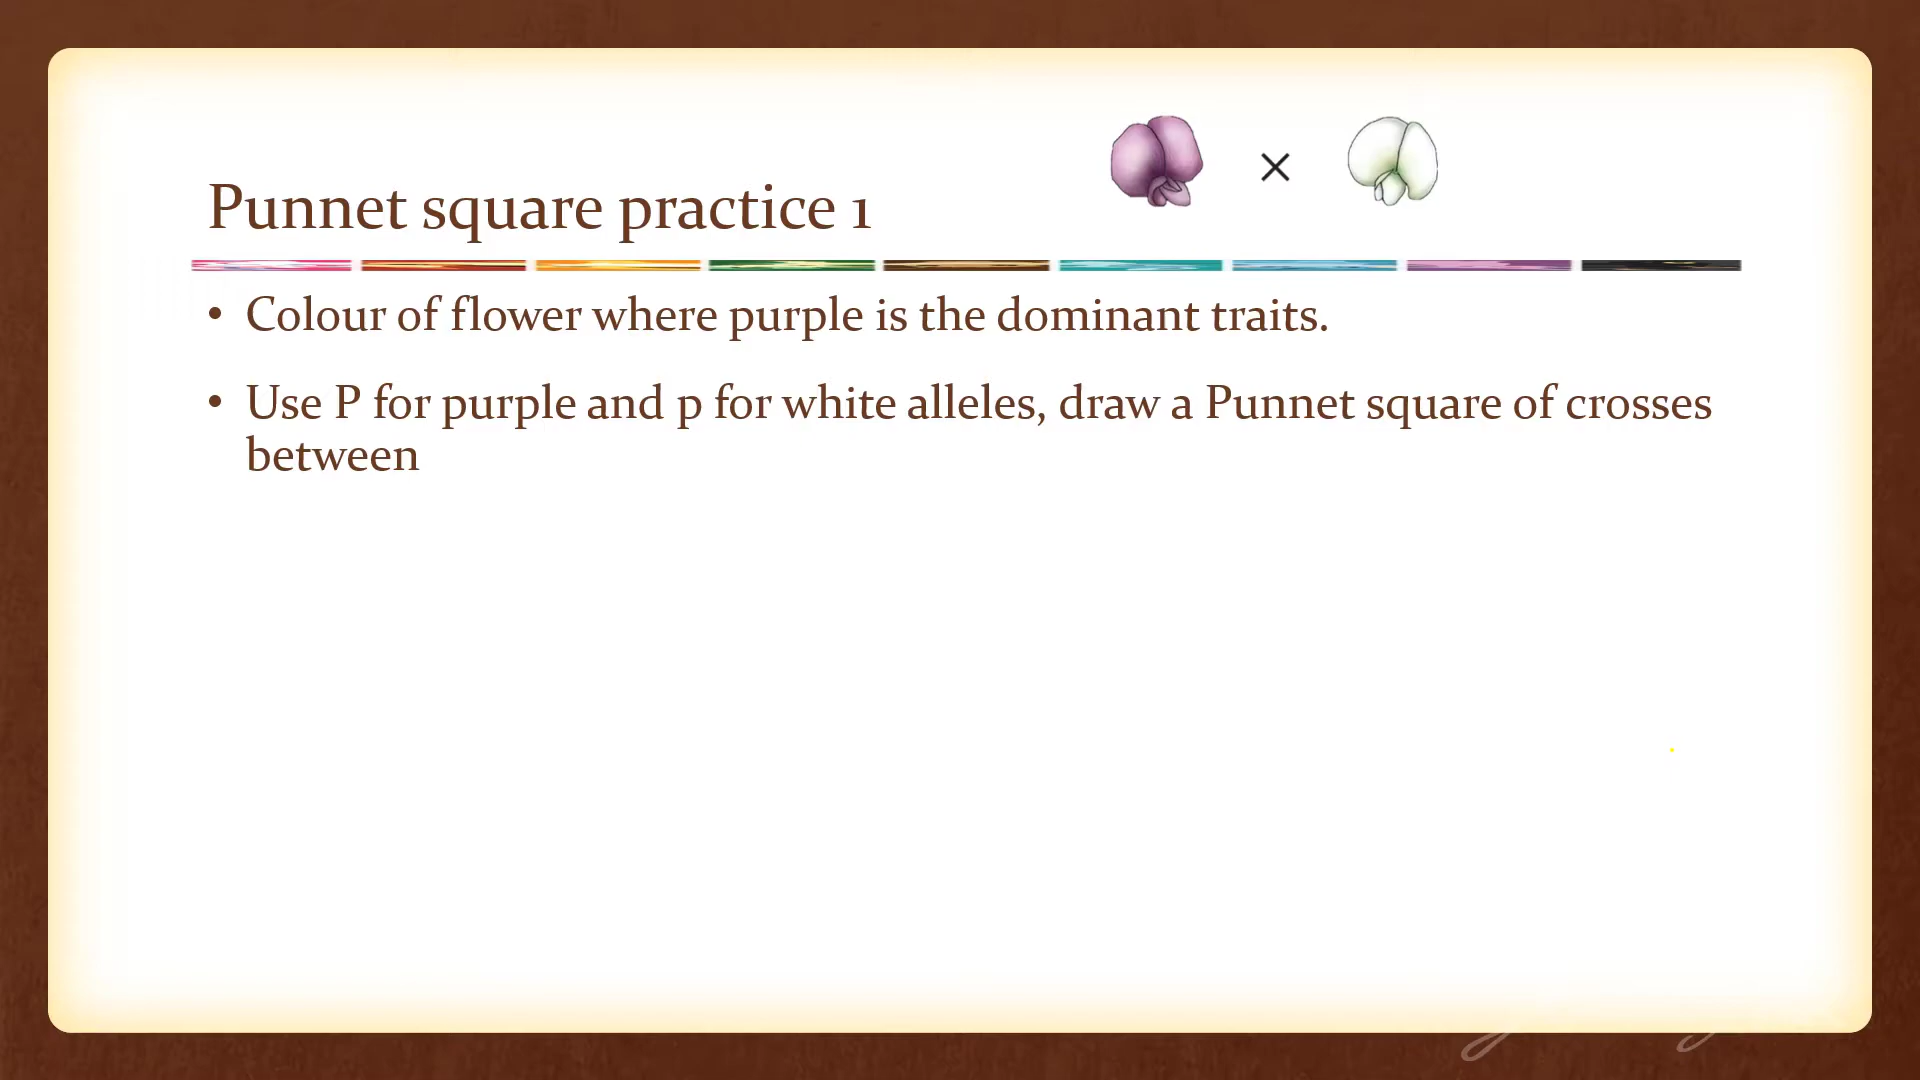 Punnet square practice 1
• Colour of flower where purple is the dominant traits.
• Use P for purple and p for white alleles, draw a Punnet square of crosses
between